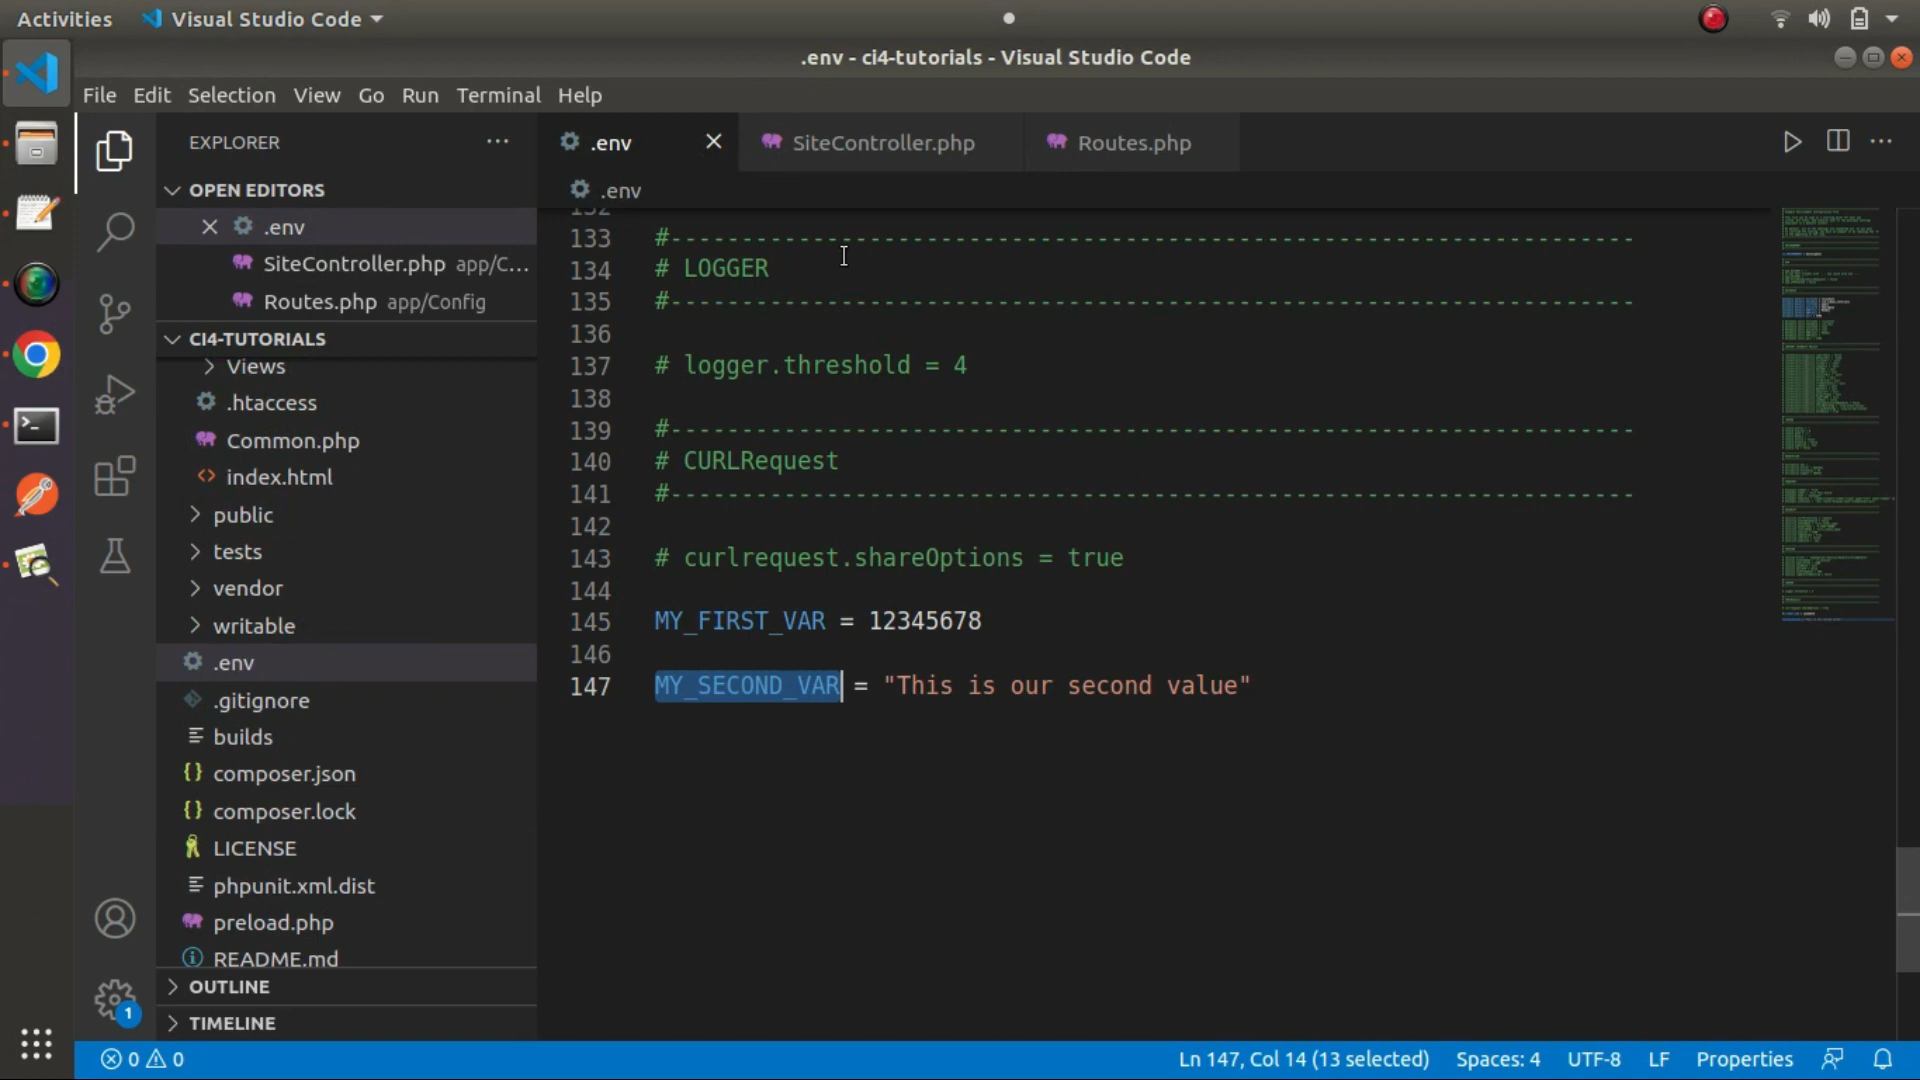 Activities
Visual Studio Code
.env - ci4-tutorials - Visual Studio Code
File Edit Selection View Go Run Terminal Help
EXPLORER
OPEN EDITORS
.env
SiteController.php app/C...
Routes.php app/Config
CI4-TUTORIALS
Views
.htaccess
Common.php
index.html
public
tests
vendor
writable
.env
.gitignore
builds
composer.json
composer.lock
LICENSE
phpunit.xml.dist
preload.php
README.md
OUTLINE
TIMELINE
1
.env
SiteController.php
Routes.php
.env
132
133 #--------------------------------------------------------------------
134 # LOGGER
135 #--------------------------------------------------------------------
136
137 # logger.threshold = 4
138
139 #--------------------------------------------------------------------
140 # CURLRequest
141 #--------------------------------------------------------------------
142
143 # curlrequest.shareOptions = true
144
145 MY_FIRST_VAR = 12345678
146
147 MY_SECOND_VAR = "This is our second value"
0 0
Ln 147, Col 14 (13 selected) Spaces: 4 UTF-8 LF Properties